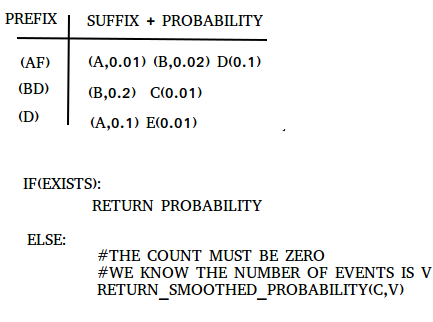 PREFIX SUFFIX + PROBABILITY
(AF) (A,0.01) (B,0.02) D(0.1)
(BD) (B,0.2) C(0.01)
(D) (A,0.1) E(0.01)
IF(EXISTS):
RETURN PROBABILITY
ELSE:
#THE COUNT MUST BE ZERO
#WE KNOW THE NUMBER OF EVENTS IS V
RETURN_SMOOTHED_PROBABILITY(C,V)